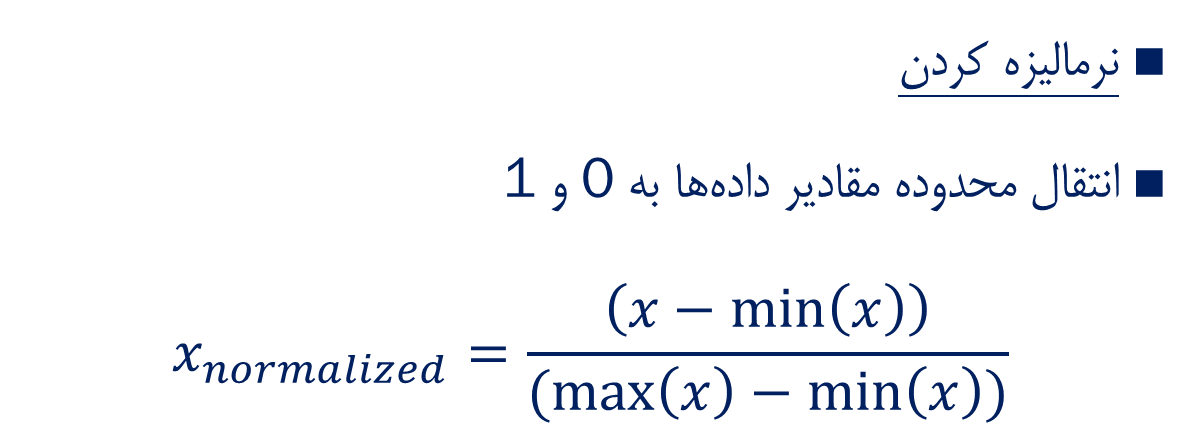 ■ نرمالیزه کردن
■ انتقال محدوده مقادیر داده‌ها به 0 و 1
x_normalized = (x − min(x)) / (max(x) − min(x))